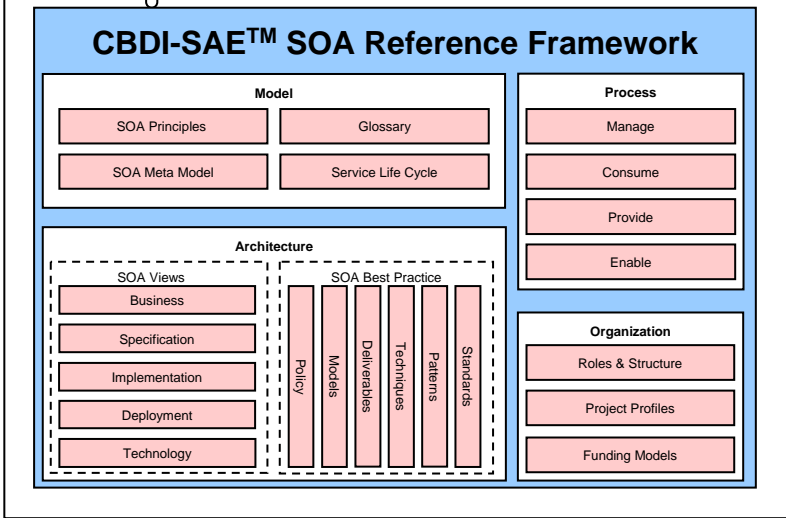 CBDI-SAE™ SOA Reference Framework
Model
SOA Principles
Glossary
SOA Meta Model
Service Life Cycle
Process
Manage
Consume
Provide
Enable
Architecture
SOA Views
Business
Specification
Implementation
Deployment
Technology
SOA Best Practice
Policy
Models
Deliverables
Techniques
Patterns
Standards
Organization
Roles & Structure
Project Profiles
Funding Models